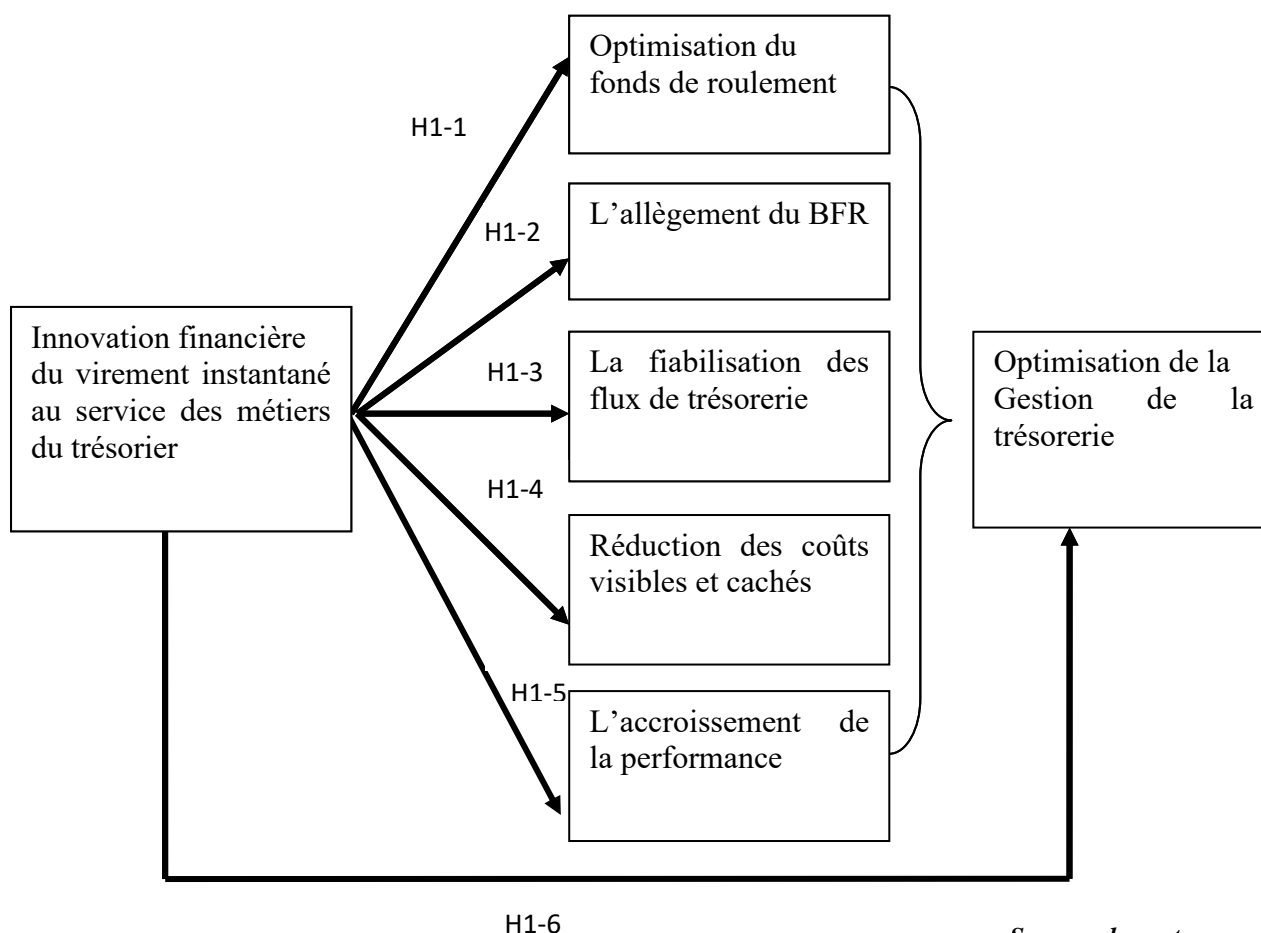 Optimisation du
fonds de roulement
H1-1
L’allègement du BFR
H1-2
Innovation financière
du virement instantané
au service des métiers
du trésorier
La fiabilisation des
flux de trésorerie
H1-3
Optimisation de la
Gestion de la
trésorerie
H1-4
Réduction des coûts
visibles et cachés
H1-5
L’accroissement de
la performance
H1-6